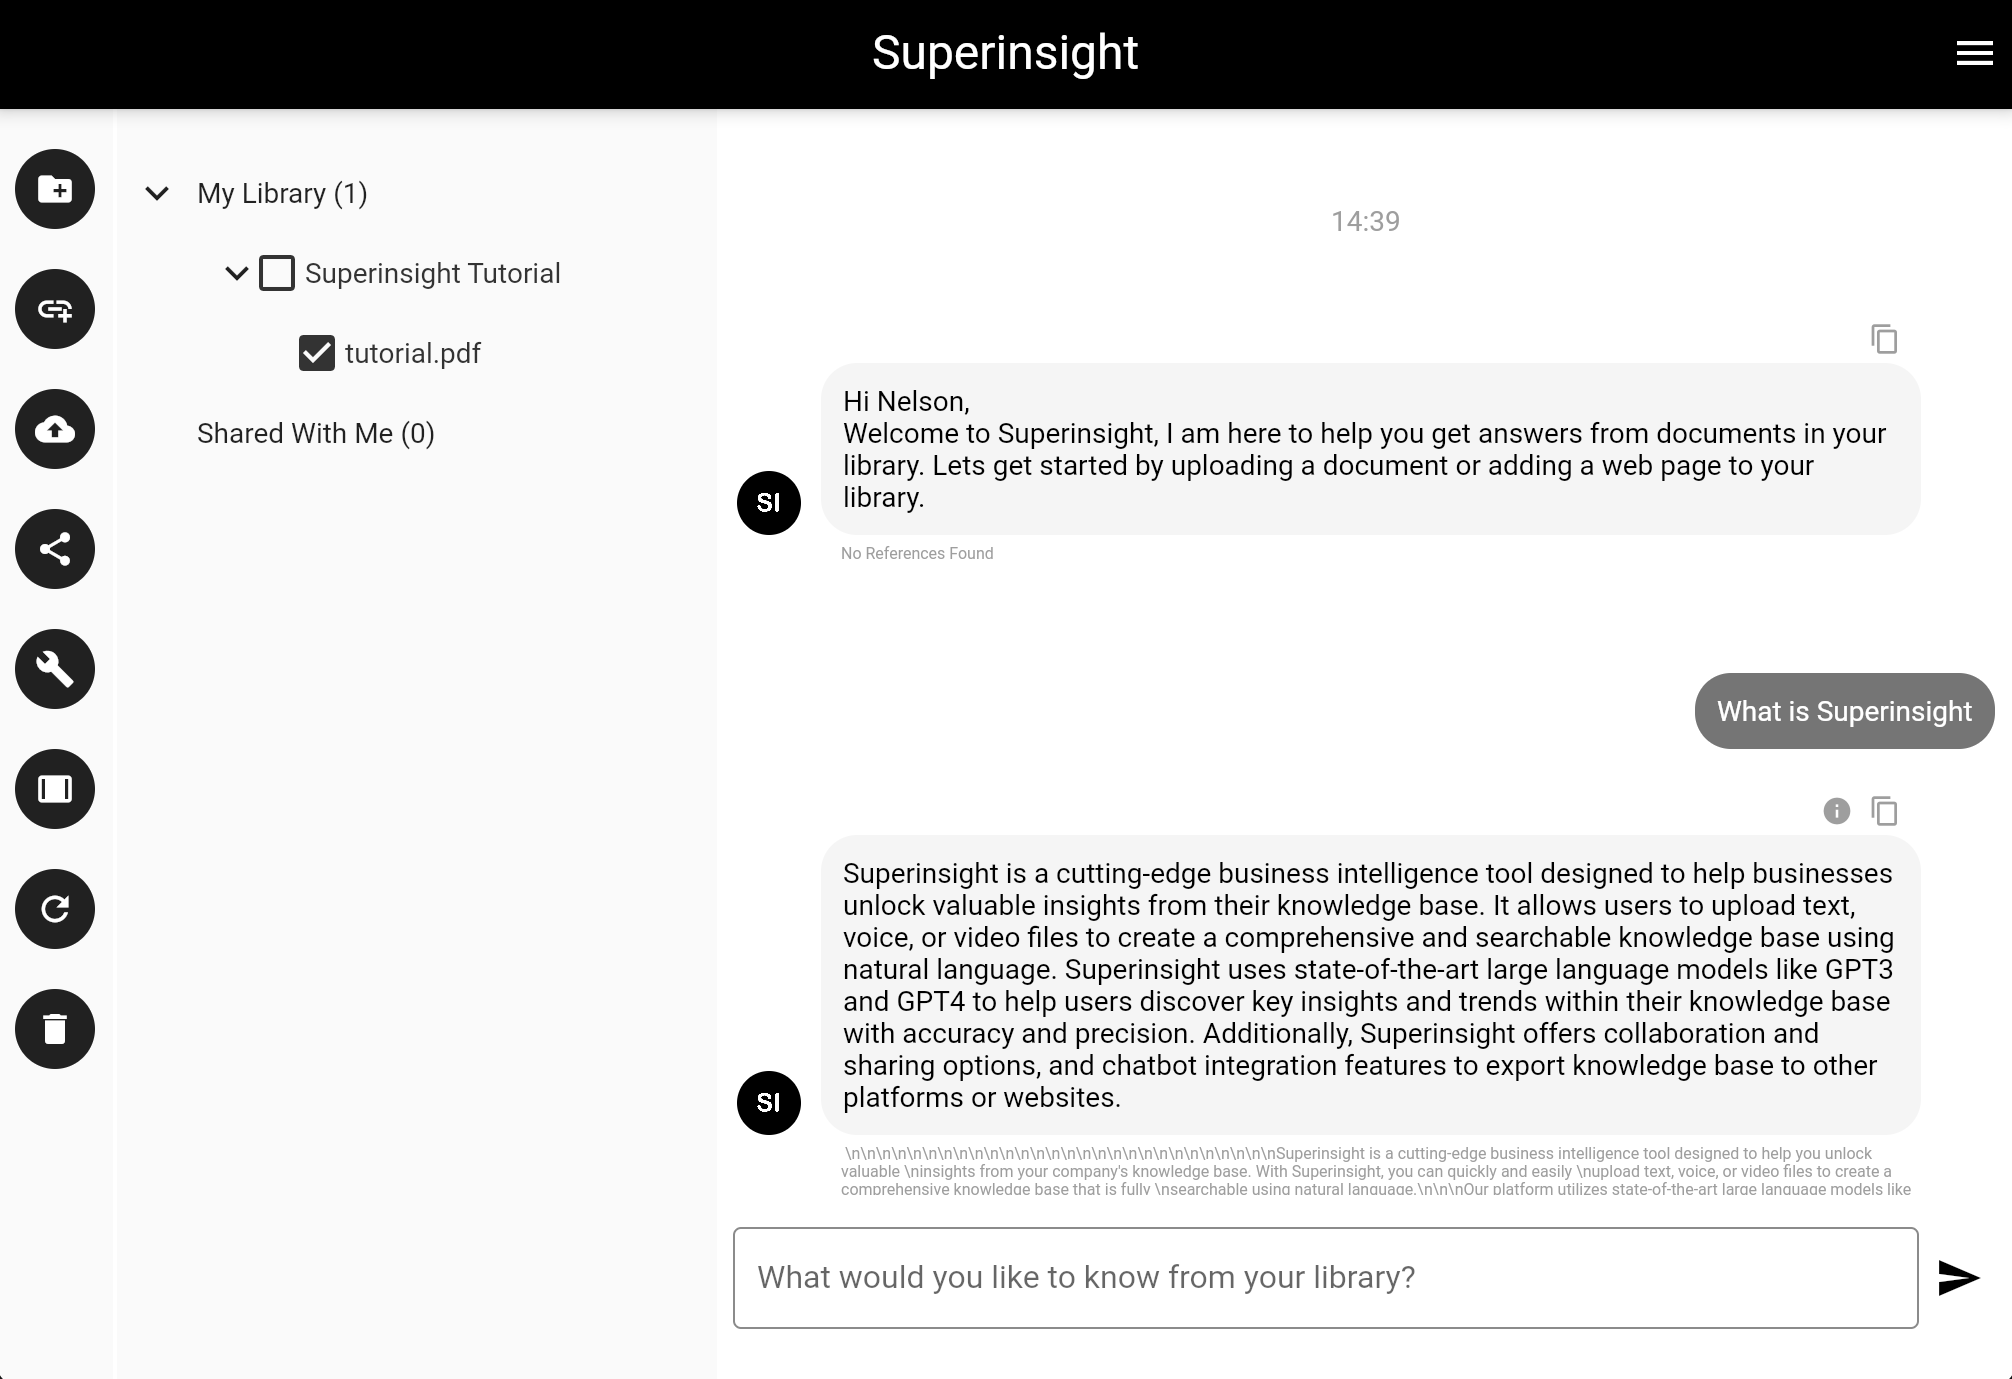 Superinsight
My Library (1)
Superinsight Tutorial
tutorial.pdf
Shared With Me (0)
14:39
Hi Nelson,
Welcome to Superinsight, I am here to help you get answers from documents in your
library. Lets get started by uploading a document or adding a web page to your
library.
SI
No References Found
What is Superinsight
Superinsight is a cutting-edge business intelligence tool designed to help businesses
unlock valuable insights from their knowledge base. It allows users to upload text,
voice, or video files to create a comprehensive and searchable knowledge base using
natural language. Superinsight uses state-of-the-art large language models like GPT3
and GPT4 to help users discover key insights and trends within their knowledge base
with accuracy and precision. Additionally, Superinsight offers collaboration and
sharing options, and chatbot integration features to export knowledge base to other
platforms or websites.
SI
\n\n\n\n\n\n\n\n\n\n\n\n\n\n\n\n\n\n\n\n\n\n\n\n\n\n\n\nSuperinsight is a cutting-edge business intelligence tool designed to help you unlock
valuable \ninsights from your company's knowledge base. With Superinsight, you can quickly and easily \nupload text, voice, or video files to create a
comprehensive knowledge base that is fully \nsearchable using natural language.\n\n\nOur platform utilizes state-of-the-art large language models like
What would you like to know from your library?